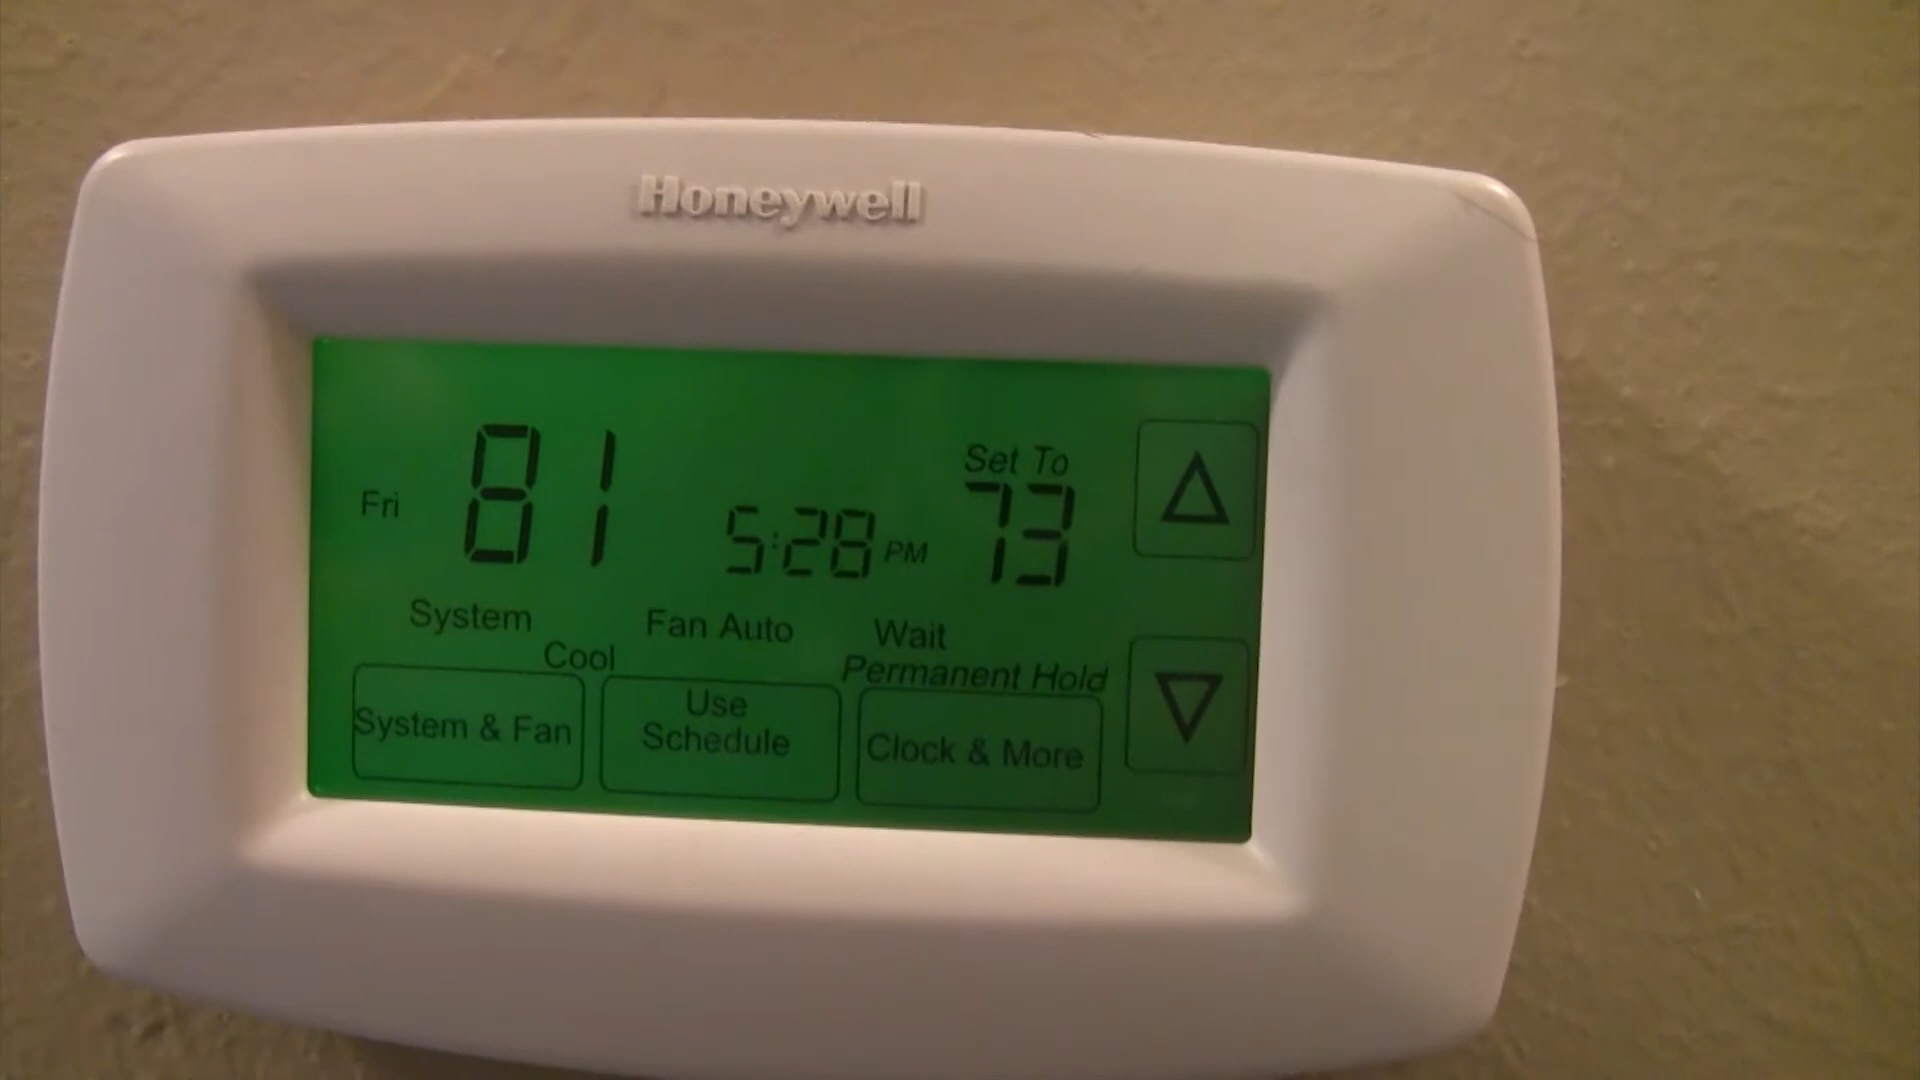 Honeywell
Fri 81 5:28 PM Set To 73
System Cool Fan Auto Wait
Permanent Hold
System & Fan
Use
Schedule
Clock & More